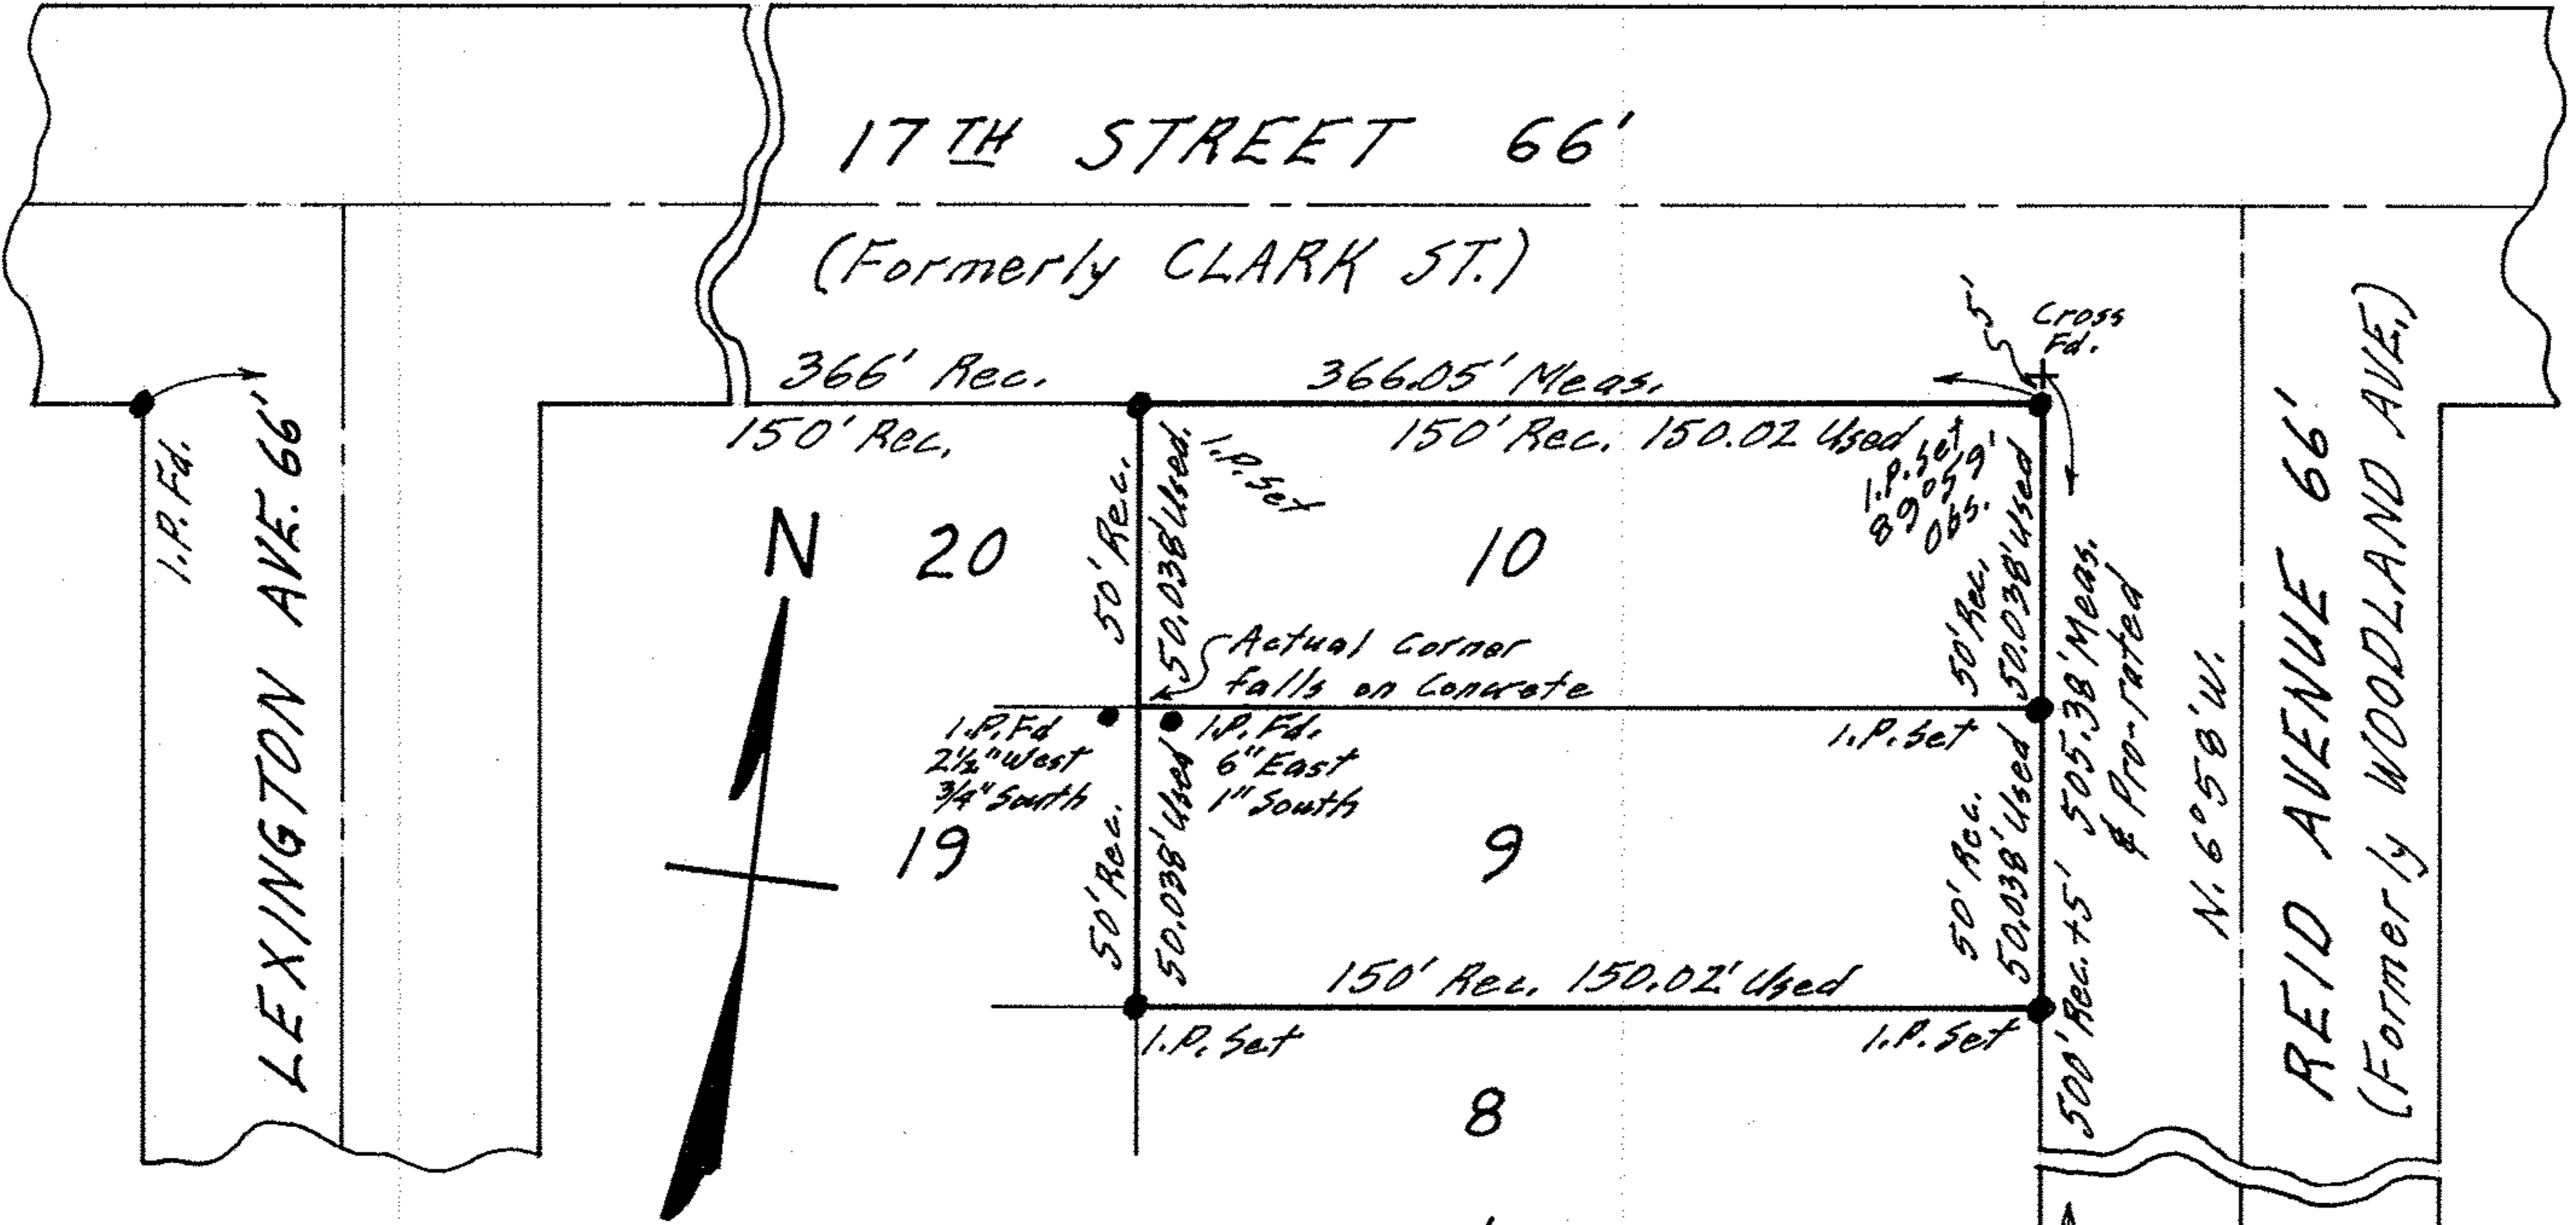 17TH STREET 66'
(Formerly CLARK ST.)
5'
Cross
Fd.
366' Rec.
366.05' Meas.
150' Rec.
150' Rec. 150.02 Used
I.P. Fd.
LEXINGTON AVE. 66'
N
20
50' Rec.
50.038' Used.
I.P. Set
10
I.P. Set
89°59'
Obs.
50' Rec.
50.038' Used
Actual Corner
falls on Concrete
I.P. Fd
2½" West
¾" South
I.P. Fd.
6" East
1" South
I.P. Set
19
50' Rec.
50.038' Used
9
50' Rec.
50.038' Used
150' Rec. 150.02' Used
I.P. Set
I.P. Set
8
500' Rec. +5' 505.38' Meas.
& Pro-rated
N. 6°58' W.
REID AVENUE 66'
(Formerly WOODLAND AVE.)